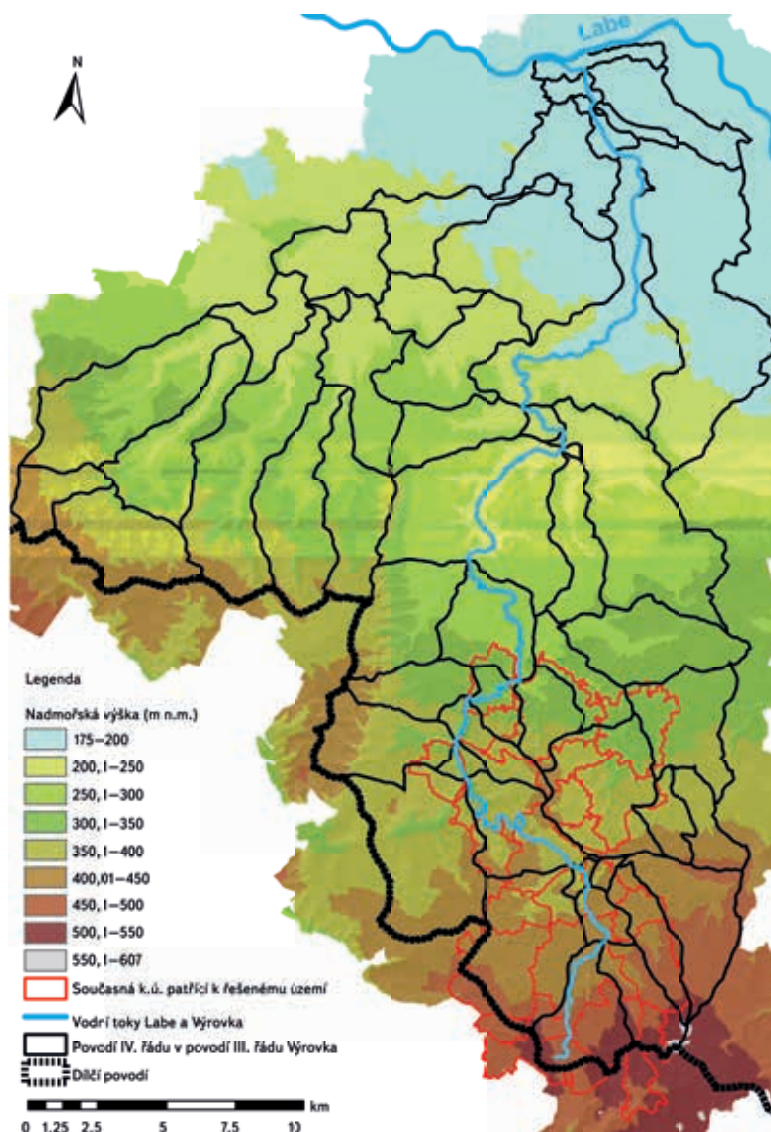 Labe
N
Legenda
Nadmořská výška (m n.m.)
175–200
200,1–250
250,1–300
300,1–350
350,1–400
400,01–450
450,1–500
500,1–550
550,1–607
Současná k.ú. patřící k řešenému území
Vodrí toky Labe a Výrovka
Povodí IV. řádu v povodí III. řádu Výrovka
Dílčí povodí
km
0 1,25 2,5 5 7,5 10